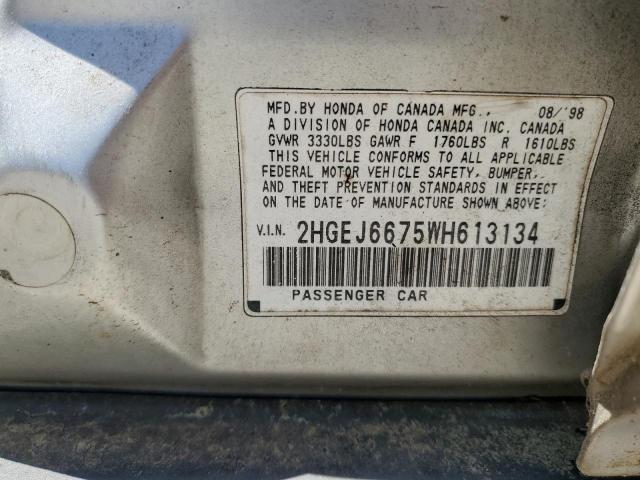 MFD.BY HONDA OF CANADA MFG., 08/'98
A DIVISION OF HONDA CANADA INC. CANADA
GVWR 3330LBS GAWR F 1760LBS R 1610LBS
THIS VEHICLE CONFORMS TO ALL APPLICABLE
FEDERAL MOTOR VEHICLE SAFETY, BUMPER,
AND THEFT PREVENTION STANDARDS IN EFFECT
ON THE DATE OF MANUFACTURE SHOWN ABOVE:
V.I.N. 2HGEJ6675WH613134
PASSENGER CAR